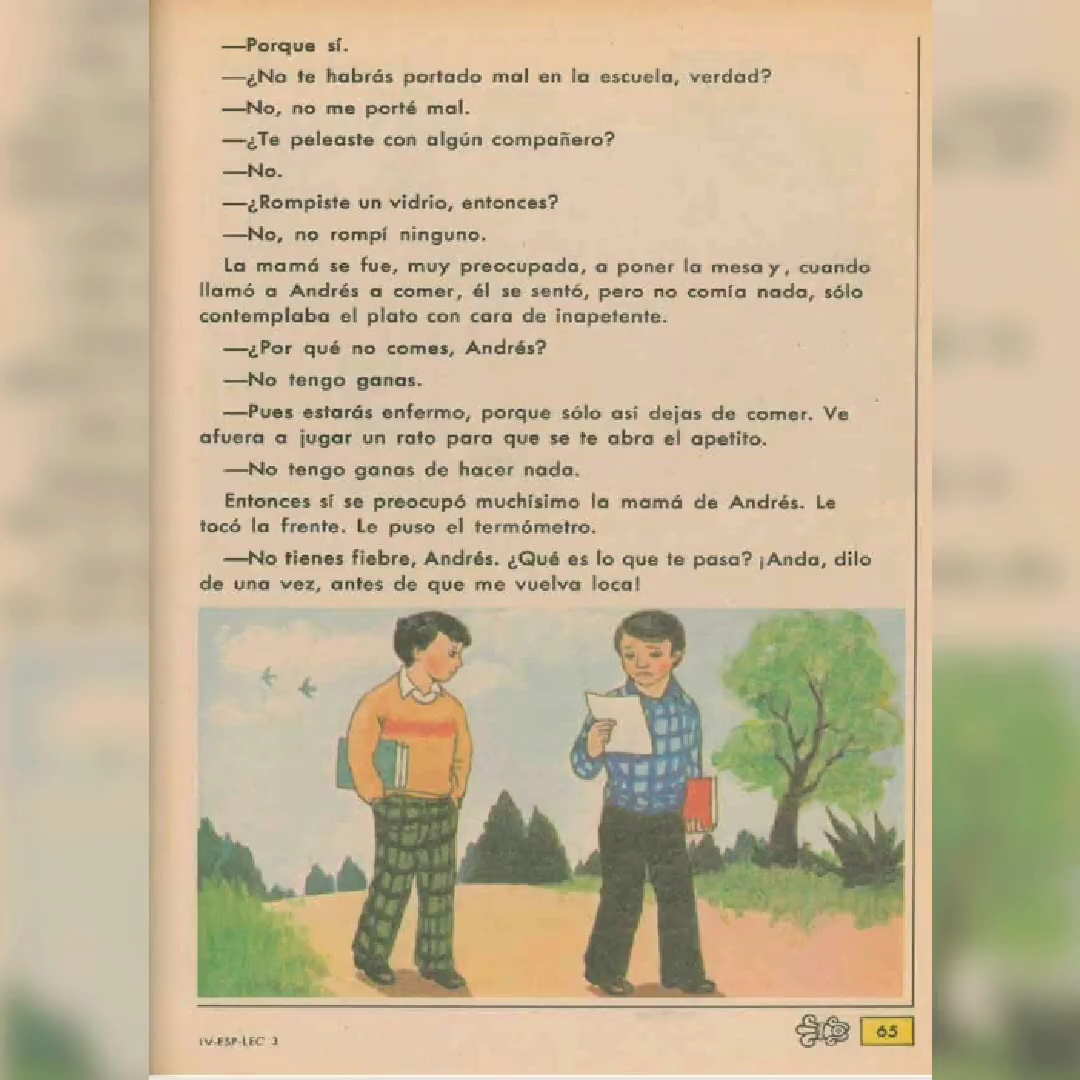 —Porque sí.
—¿No te habrás portado mal en la escuela, verdad?
—No, no me porté mal.
—¿Te peleaste con algún compañero?
—No.
—¿Rompiste un vidrio, entonces?
—No, no rompí ninguno.
La mamá se fue, muy preocupada, a poner la mesa y, cuando
llamó a Andrés a comer, él se sentó, pero no comía nada, sólo
contemplaba el plato con cara de inapetente.
—¿Por qué no comes, Andrés?
—No tengo ganas.
—Pues estarás enfermo, porque sólo así dejas de comer. Ve
afuera a jugar un rato para que se te abra el apetito.
—No tengo ganas de hacer nada.
Entonces sí se preocupó muchísimo la mamá de Andrés. Le
tocó la frente. Le puso el termómetro.
—No tienes fiebre, Andrés. ¿Qué es lo que te pasa? ¡Anda, dilo
de una vez, antes de que me vuelva loca!
IV-ESP-LEC 3
65